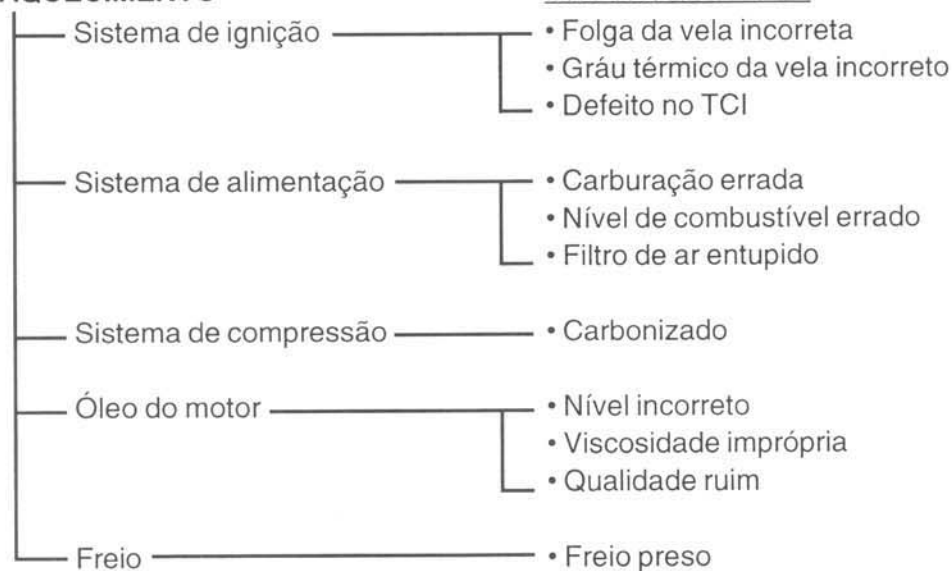 Sistema de ignição
• Folga da vela incorreta
• Gráu térmico da vela incorreto
• Defeito no TCI
Sistema de alimentação
• Carburação errada
• Nível de combustível errado
• Filtro de ar entupido
Sistema de compressão
• Carbonizado
Óleo do motor
• Nível incorreto
• Viscosidade imprópria
• Qualidade ruim
Freio
• Freio preso